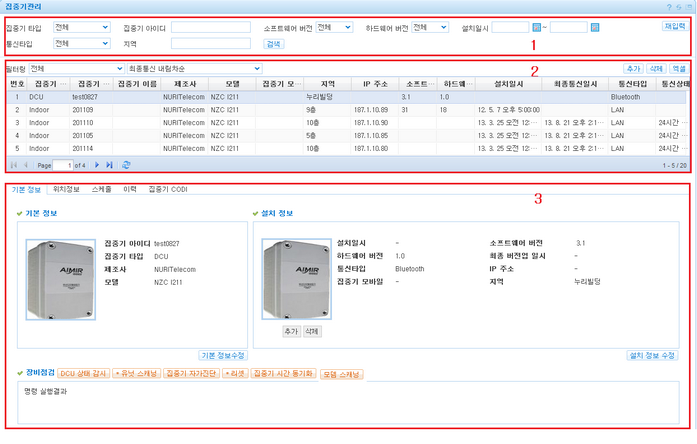 집중기관리
집중기 타입 전체 집중기 아이디 소프트웨어 버전 전체 하드웨어 버전 전체 설치일시 ~ 재입력
통신타입 전체 지역 검색
1
필터링 전체 최종통신 내림차순 2 추가 삭제 엑셀
번호 집중기 ... 집중기 ... 집중기 이름 제조사 모델 집중기 모... 지역 IP 주소 소프트... 하드웨... 설치일시 최종통신일시 통신타입 통신상태
1 DCU test0827 NURITelecom NZC I211 누리빌딩 3.1 1.0 Bluetooth
2 Indoor 201109 NURITelecom NZC I211 9층 187.1.10.89 31 18 12. 5. 7 오후 5:00:00 LAN
3 Indoor 201110 NURITelecom NZC I211 10층 187.1.10.90 13. 3. 25 오전 12:... 13. 8. 21 오후 2:1... LAN 24시간 ...
4 Indoor 201105 NURITelecom NZC I211 5층 187.1.10.85 13. 3. 25 오전 12:... 13. 8. 21 오후 2:1... LAN 24시간 ...
5 Indoor 201114 NURITelecom NZC I211 10층 187.1.10.80 13. 3. 25 오전 12:... 13. 8. 21 오후 2:1... LAN 24시간 ...
Page 1 of 4 1 - 5 / 20
기본 정보 위치정보 스케줄 이력 집중기 CODI 3
기본 정보
AIMIR
집중기 아이디 test0827
집중기 타입 DCU
제조사 NURITelecom
모델 NZC I211
기본 정보수정
설치 정보
AIMIR
추가 삭제
설치일시 - 소프트웨어 버전 3.1
하드웨어 버전 1.0 최종 버전업 일시 -
통신타입 Bluetooth IP 주소 -
집중기 모바일 - 지역 누리빌딩
설치 정보 수정
장비점검 DCU 상태 감시 + 유닛 스캐닝 집중기 자가진단 + 리셋 집중기 시간 동기화 모뎀 스캐닝
명령 실행결과